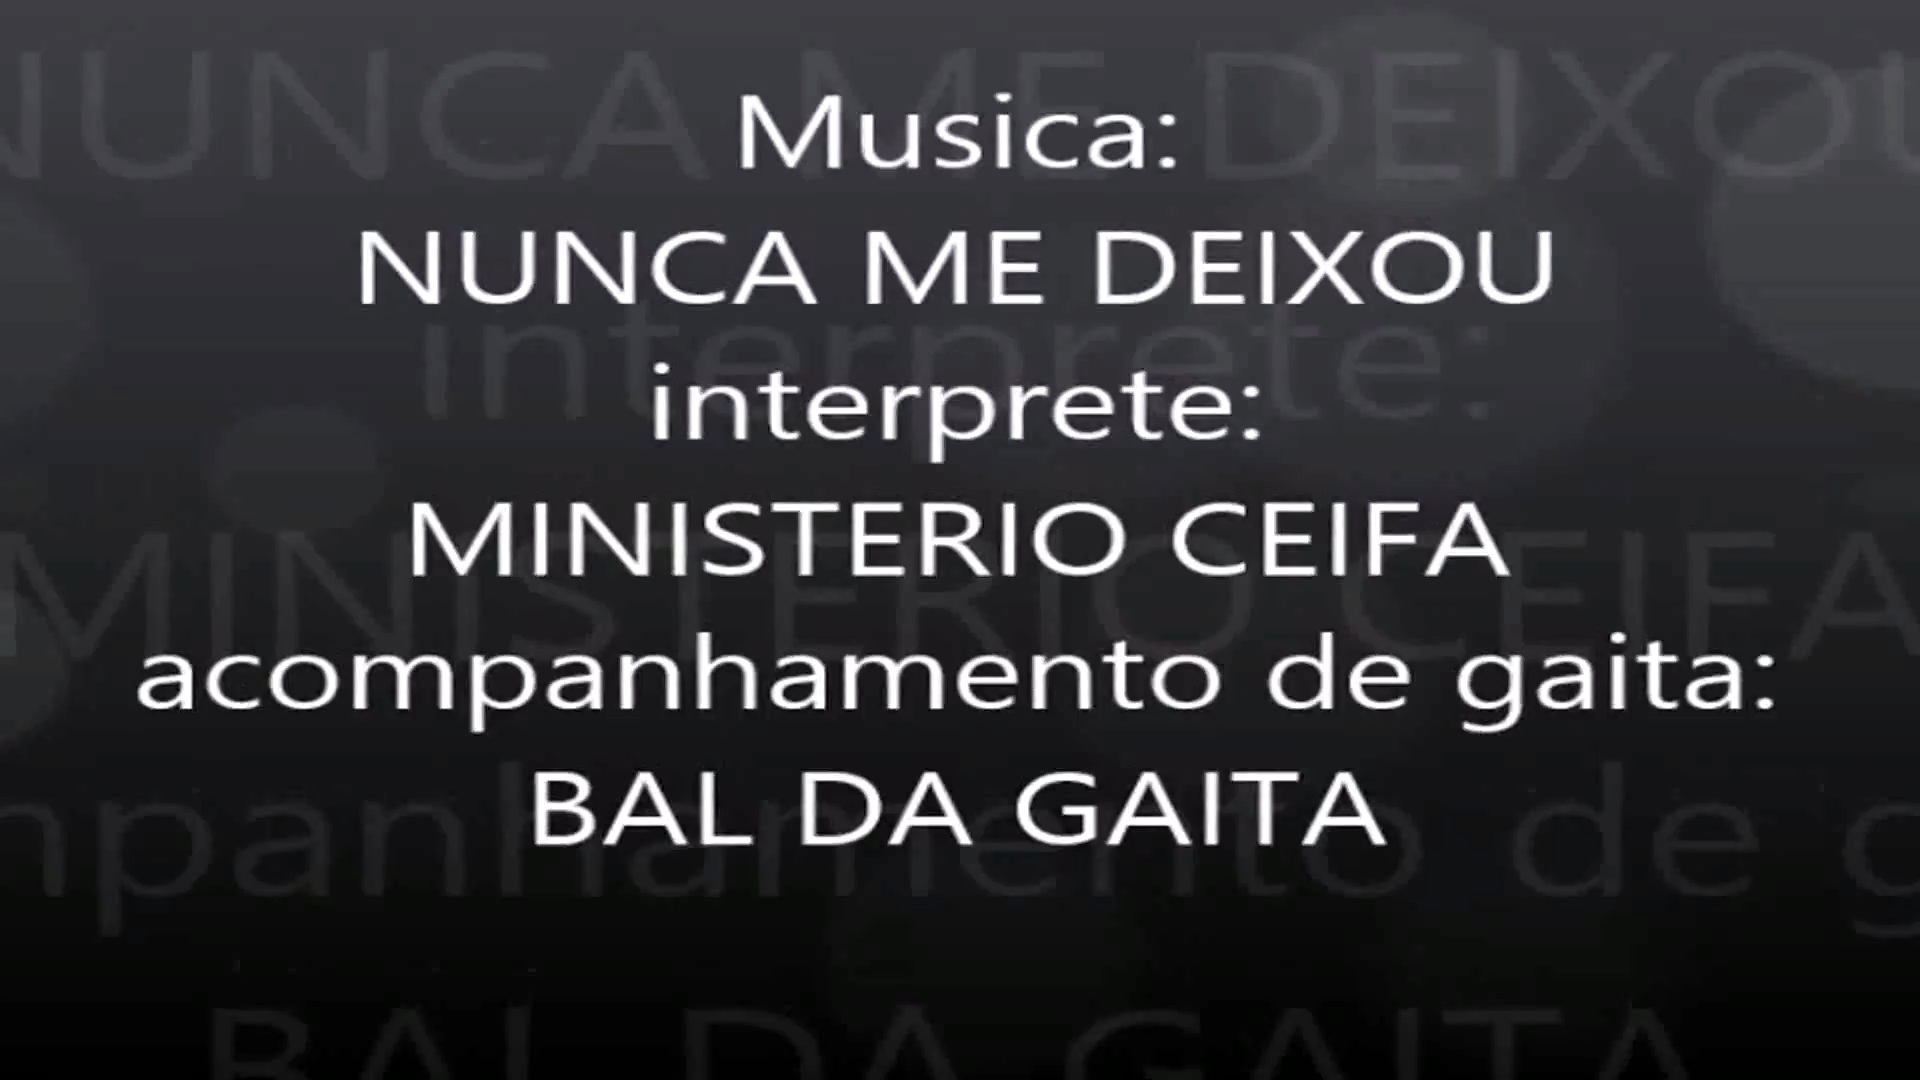 Musica:
NUNCA ME DEIXOU
interprete:
MINISTERIO CEIFA
acompanhamento de gaita:
BAL DA GAITA